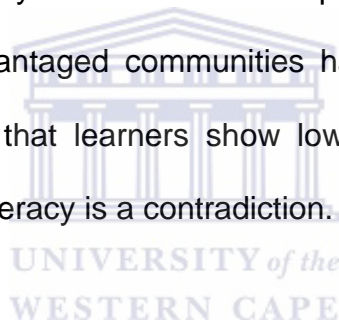 antaged communities ha
that learners show low
eracy is a contradiction.
UNIVERSITY of the
WESTERN CAPE